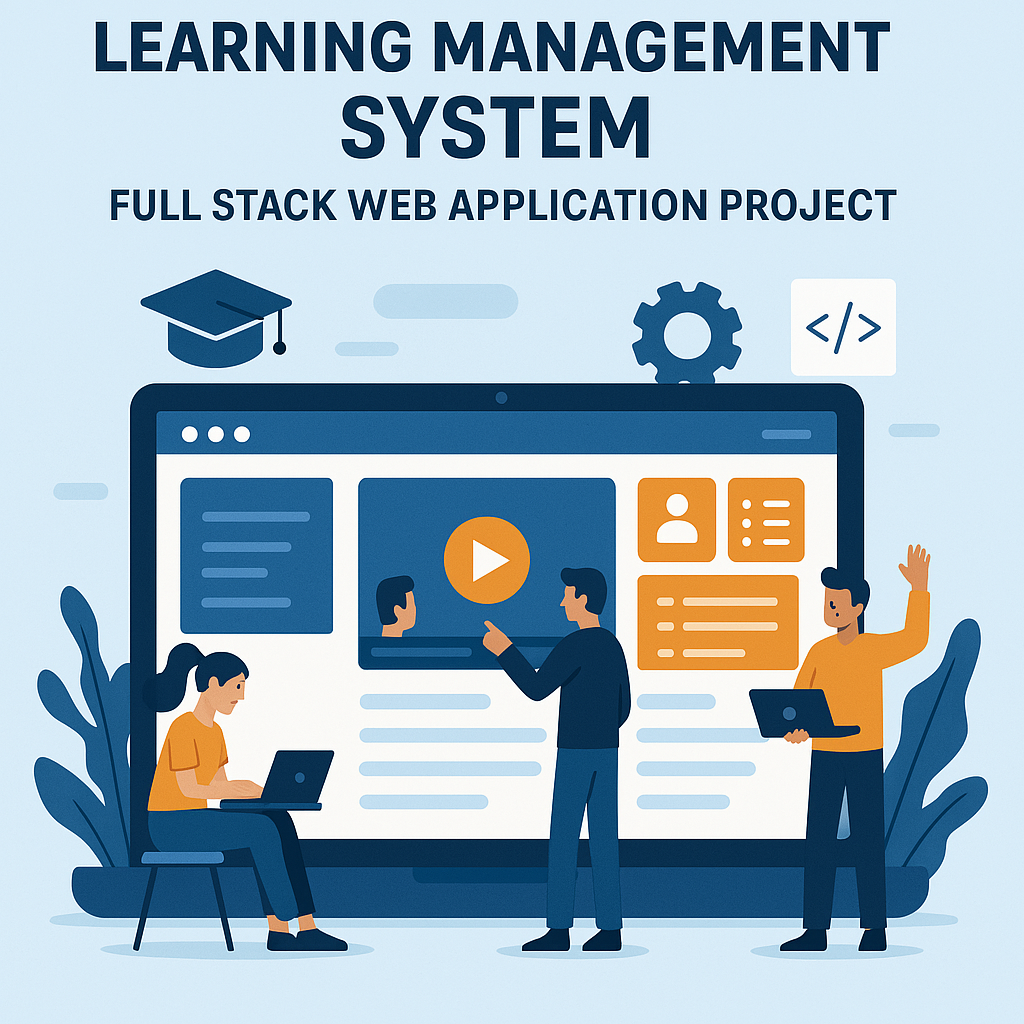 LEARNING MANAGEMENT
SYSTEM
FULL STACK WEB APPLICATION PROJECT
</>